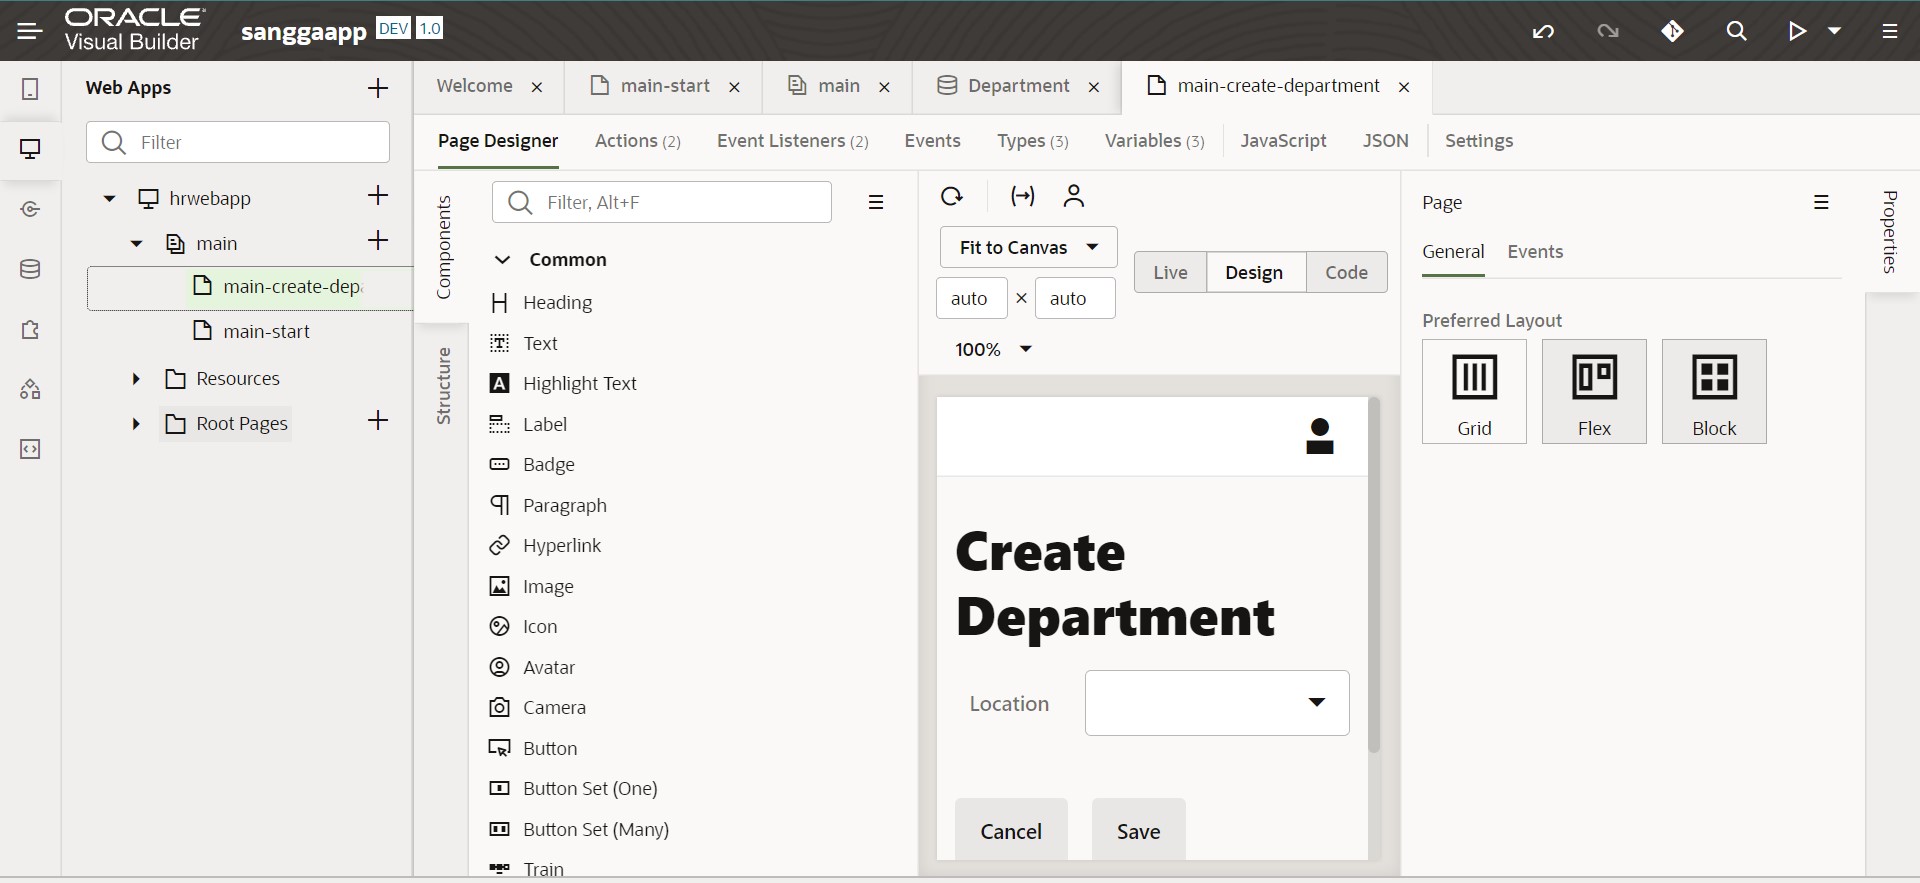 ORACLE
Visual Builder
sanggaapp DEV 1.0
Web Apps
Filter
hrwebapp
main
main-create-depa
main-start
Resources
Root Pages
Welcome
main-start
main
Department
main-create-department
Page Designer
Actions (2)
Event Listeners (2)
Events
Types (3)
Variables (3)
JavaScript
JSON
Settings
Components
Structure
Filter, Alt+F
Common
Heading
Text
Highlight Text
Label
Badge
Paragraph
Hyperlink
Image
Icon
Avatar
Camera
Button
Button Set (One)
Button Set (Many)
Train
Fit to Canvas
auto × auto
Live
Design
Code
100%
Create
Department
Location
Cancel
Save
Page
General
Events
Preferred Layout
Grid
Flex
Block
Properties